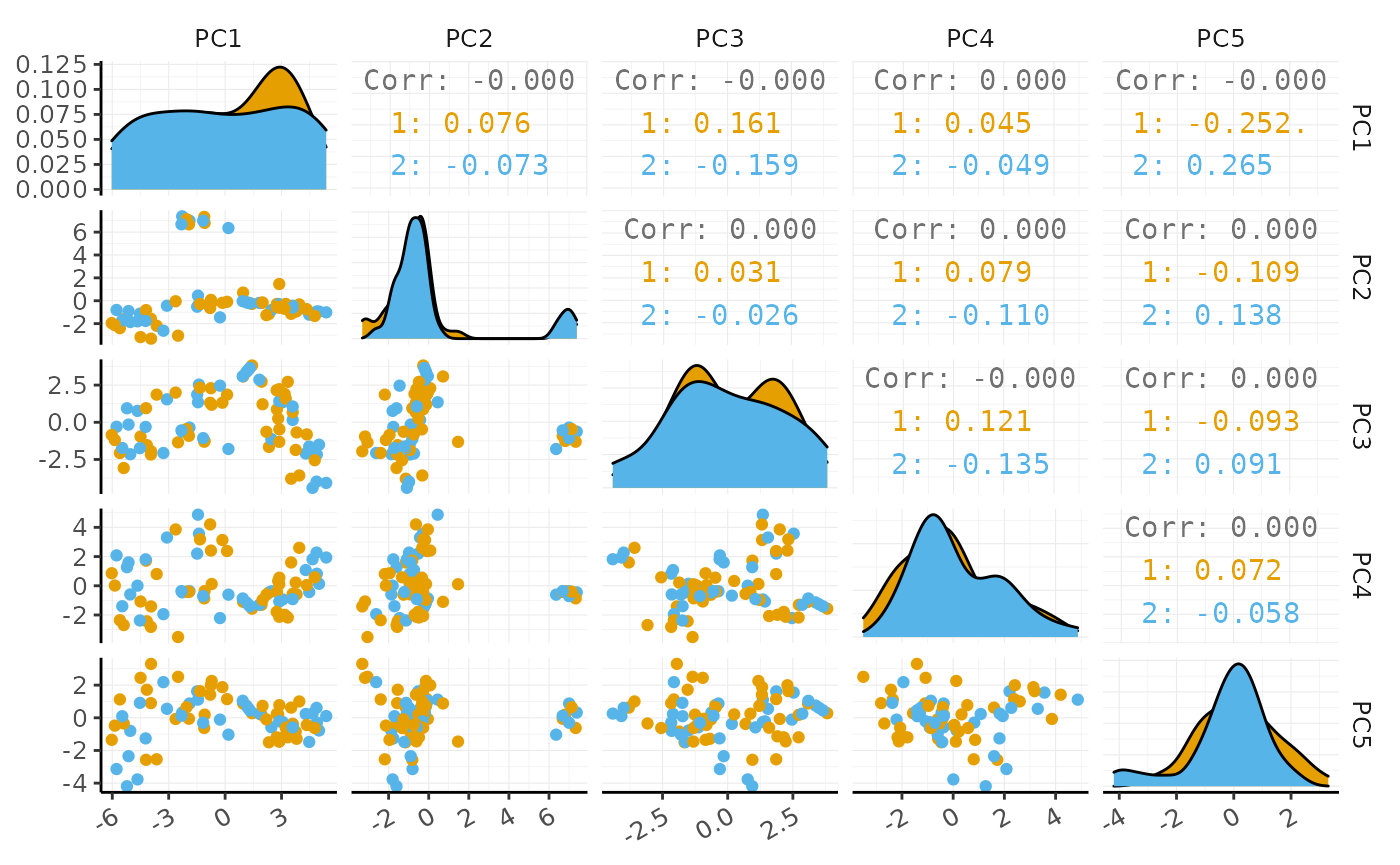 PC1 PC2 PC3 PC4 PC5
0.125
0.100
0.075
0.050
0.025
0.000
Corr: -0.000
1: 0.076
2: -0.073
Corr: -0.000
1: 0.161
2: -0.159
Corr: 0.000
1: 0.045
2: -0.049
Corr: -0.000
1: -0.252.
2: 0.265
PC1
6
4
2
0
-2
Corr: 0.000
1: 0.031
2: -0.026
Corr: 0.000
1: 0.079
2: -0.110
Corr: 0.000
1: -0.109
2: 0.138
PC2
2.5
0.0
-2.5
Corr: -0.000
1: 0.121
2: -0.135
Corr: 0.000
1: -0.093
2: 0.091
PC3
4
2
0
-2
Corr: 0.000
1: 0.072
2: -0.058
PC4
2
0
-2
-4
PC5
-6 -3 0 3
-2 0 2 4 6
-2.5 0.0 2.5
-2 0 2 4
-4 -2 0 2